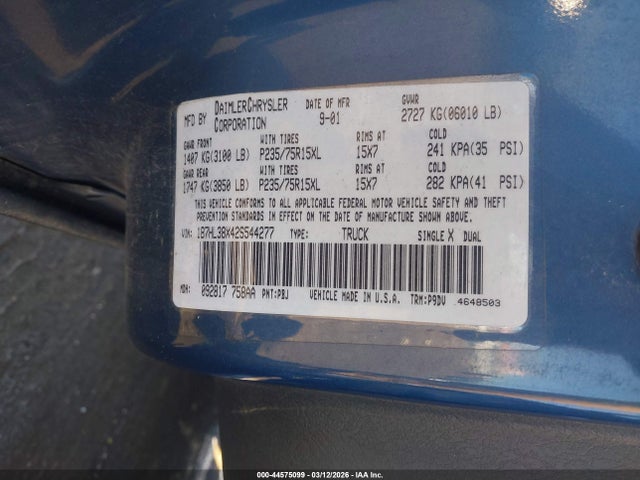 MFD BY DAIMLERCHRYSLER CORPORATION DATE OF MFR 9-01 GVWR 2727 KG(06010 LB)
GAWR FRONT WITH TIRES RIMS AT COLD
1407 KG(3100 LB) P235/75R15XL 15X7 241 KPA(35 PSI)
GAWR REAR WITH TIRES RIMS AT COLD
1747 KG(3850 LB) P235/75R15XL 15X7 282 KPA(41 PSI)
THIS VEHICLE CONFORMS TO ALL APPLICABLE FEDERAL MOTOR VEHICLE SAFETY AND THEFT
PREVENTION STANDARDS IN EFFECT ON THE DATE OF MANUFACTURE SHOWN ABOVE.
VIN: 1B7HL38X42S544277 TYPE: TRUCK SINGLE X DUAL
MDH: 092817 758AA PNT:PBJ VEHICLE MADE IN U.S.A. TRM:P9DV 4648503
000-44575099 - 03/12/2026 - IAA Inc.